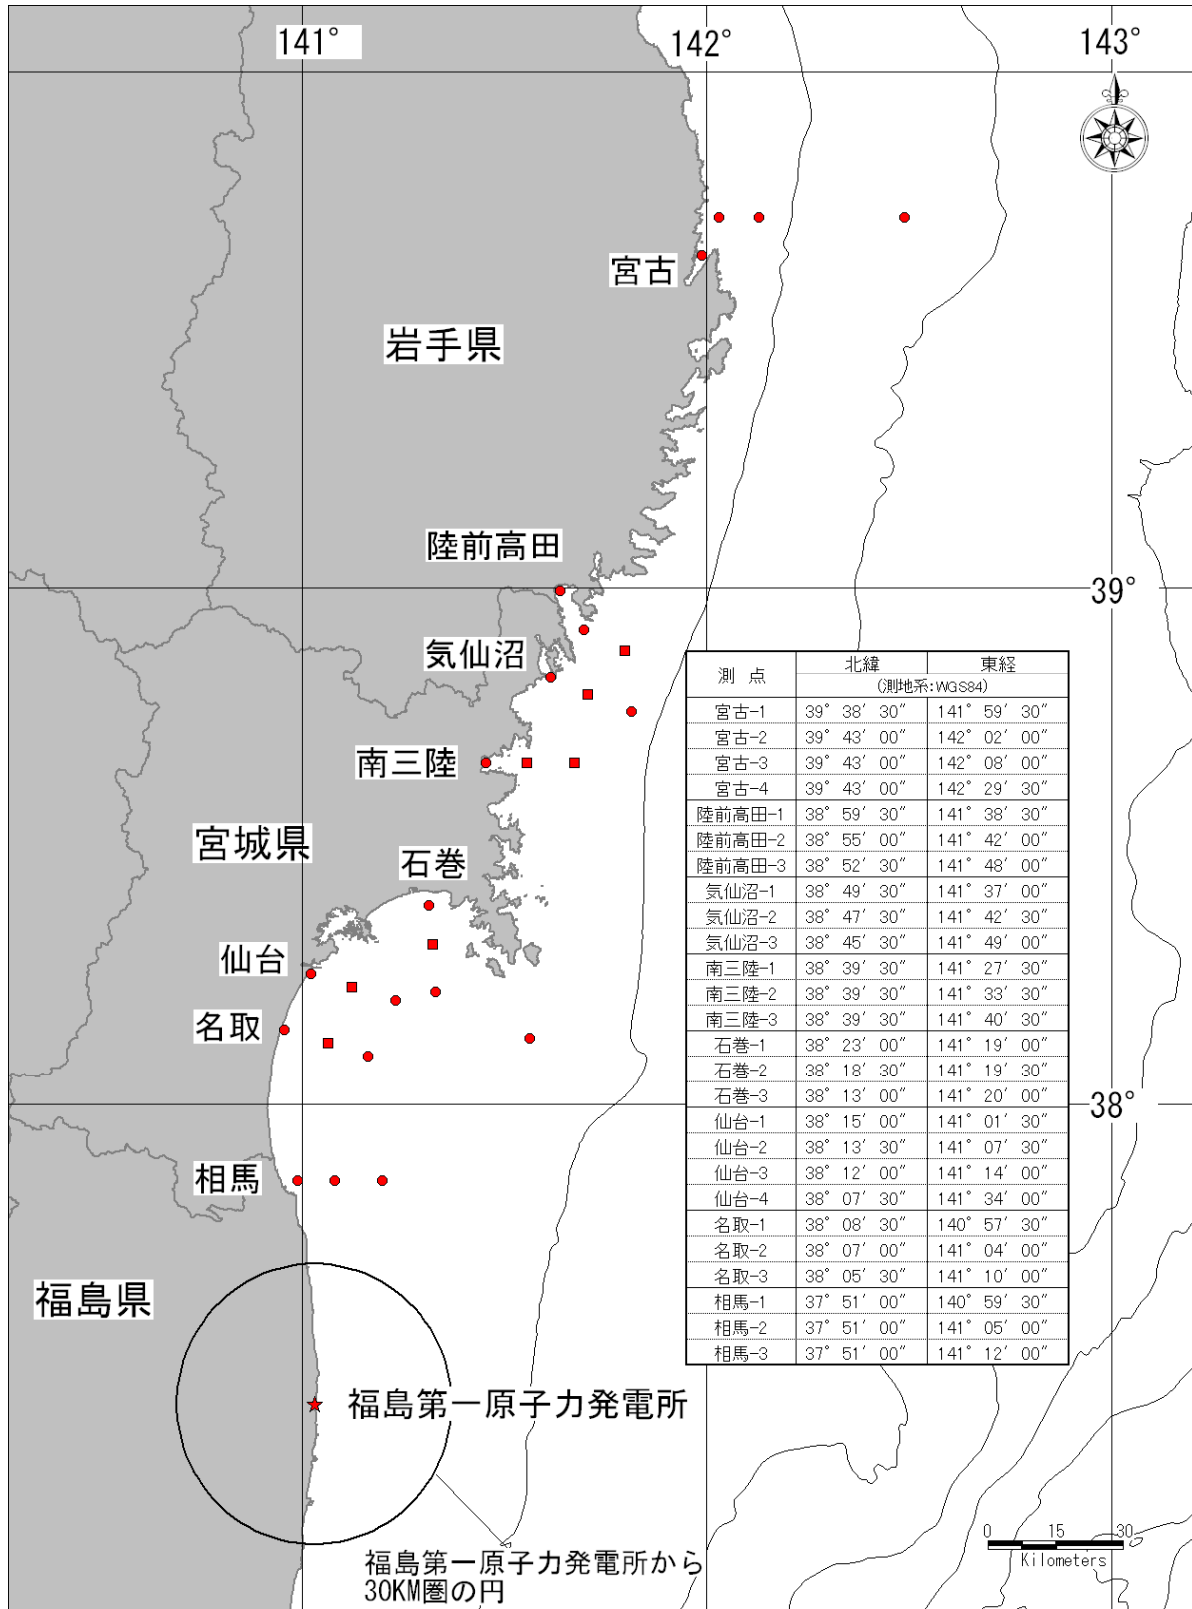 141° 142° 143°
宮古
岩手県
陸前高田
39°
気仙沼
南三陸
宮城県
石巻
仙台
名取
38°
相馬
福島県
福島第一原子力発電所
福島第一原子力発電所から
30KM圏の円
測 点 北緯 東経
(測地系:WGS84)
宮古-1 39° 38′ 30″ 141° 59′ 30″
宮古-2 39° 43′ 00″ 142° 02′ 00″
宮古-3 39° 43′ 00″ 142° 08′ 00″
宮古-4 39° 43′ 00″ 142° 29′ 30″
陸前高田-1 38° 59′ 30″ 141° 38′ 30″
陸前高田-2 38° 55′ 00″ 141° 42′ 00″
陸前高田-3 38° 52′ 30″ 141° 48′ 00″
気仙沼-1 38° 49′ 30″ 141° 37′ 00″
気仙沼-2 38° 47′ 30″ 141° 42′ 30″
気仙沼-3 38° 45′ 30″ 141° 49′ 00″
南三陸-1 38° 39′ 30″ 141° 27′ 30″
南三陸-2 38° 39′ 30″ 141° 33′ 30″
南三陸-3 38° 39′ 30″ 141° 40′ 30″
石巻-1 38° 23′ 00″ 141° 19′ 00″
石巻-2 38° 18′ 30″ 141° 19′ 30″
石巻-3 38° 13′ 00″ 141° 20′ 00″
仙台-1 38° 15′ 00″ 141° 01′ 30″
仙台-2 38° 13′ 30″ 141° 07′ 30″
仙台-3 38° 12′ 00″ 141° 14′ 00″
仙台-4 38° 07′ 30″ 141° 34′ 00″
名取-1 38° 08′ 30″ 140° 57′ 30″
名取-2 38° 07′ 00″ 141° 04′ 00″
名取-3 38° 05′ 30″ 141° 10′ 00″
相馬-1 37° 51′ 00″ 140° 59′ 30″
相馬-2 37° 51′ 00″ 141° 05′ 00″
相馬-3 37° 51′ 00″ 141° 12′ 00″
0 15 30
Kilometers